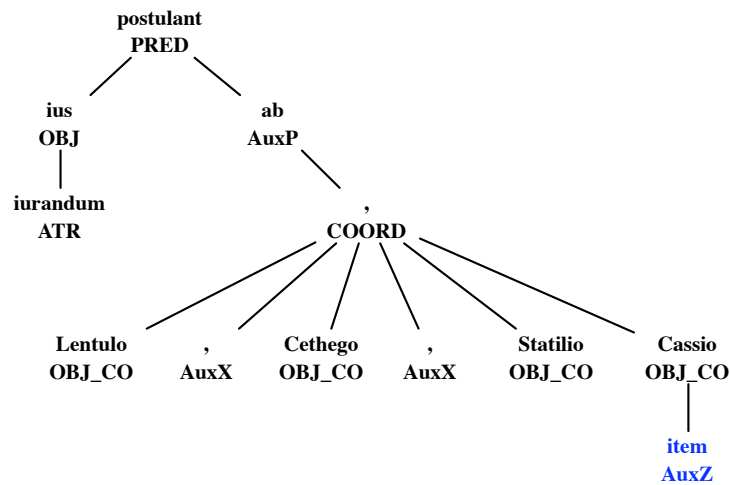 postulant
PRED
ius ab
OBJ AuxP
iurandum ,
ATR COORD
Lentulo , Cethego , Statilio Cassio
OBJ_CO AuxX OBJ_CO AuxX OBJ_CO OBJ_CO
item
AuxZ